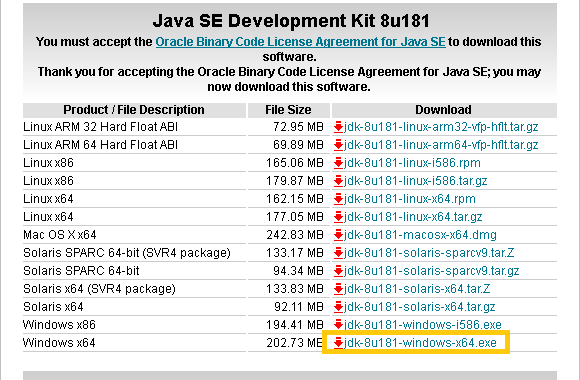 Java SE Development Kit 8u181
You must accept the Oracle Binary Code License Agreement for Java SE to download this
software.
Thank you for accepting the Oracle Binary Code License Agreement for Java SE; you may
now download this software.
Product / File Description File Size Download
Linux ARM 32 Hard Float ABI 72.95 MB jdk-8u181-linux-arm32-vfp-hflt.tar.gz
Linux ARM 64 Hard Float ABI 69.89 MB jdk-8u181-linux-arm64-vfp-hflt.tar.gz
Linux x86 165.06 MB jdk-8u181-linux-i586.rpm
Linux x86 179.87 MB jdk-8u181-linux-i586.tar.gz
Linux x64 162.15 MB jdk-8u181-linux-x64.rpm
Linux x64 177.05 MB jdk-8u181-linux-x64.tar.gz
Mac OS X x64 242.83 MB jdk-8u181-macosx-x64.dmg
Solaris SPARC 64-bit (SVR4 package) 133.17 MB jdk-8u181-solaris-sparcv9.tar.Z
Solaris SPARC 64-bit 94.34 MB jdk-8u181-solaris-sparcv9.tar.gz
Solaris x64 (SVR4 package) 133.83 MB jdk-8u181-solaris-x64.tar.Z
Solaris x64 92.11 MB jdk-8u181-solaris-x64.tar.gz
Windows x86 194.41 MB jdk-8u181-windows-i586.exe
Windows x64 202.73 MB jdk-8u181-windows-x64.exe